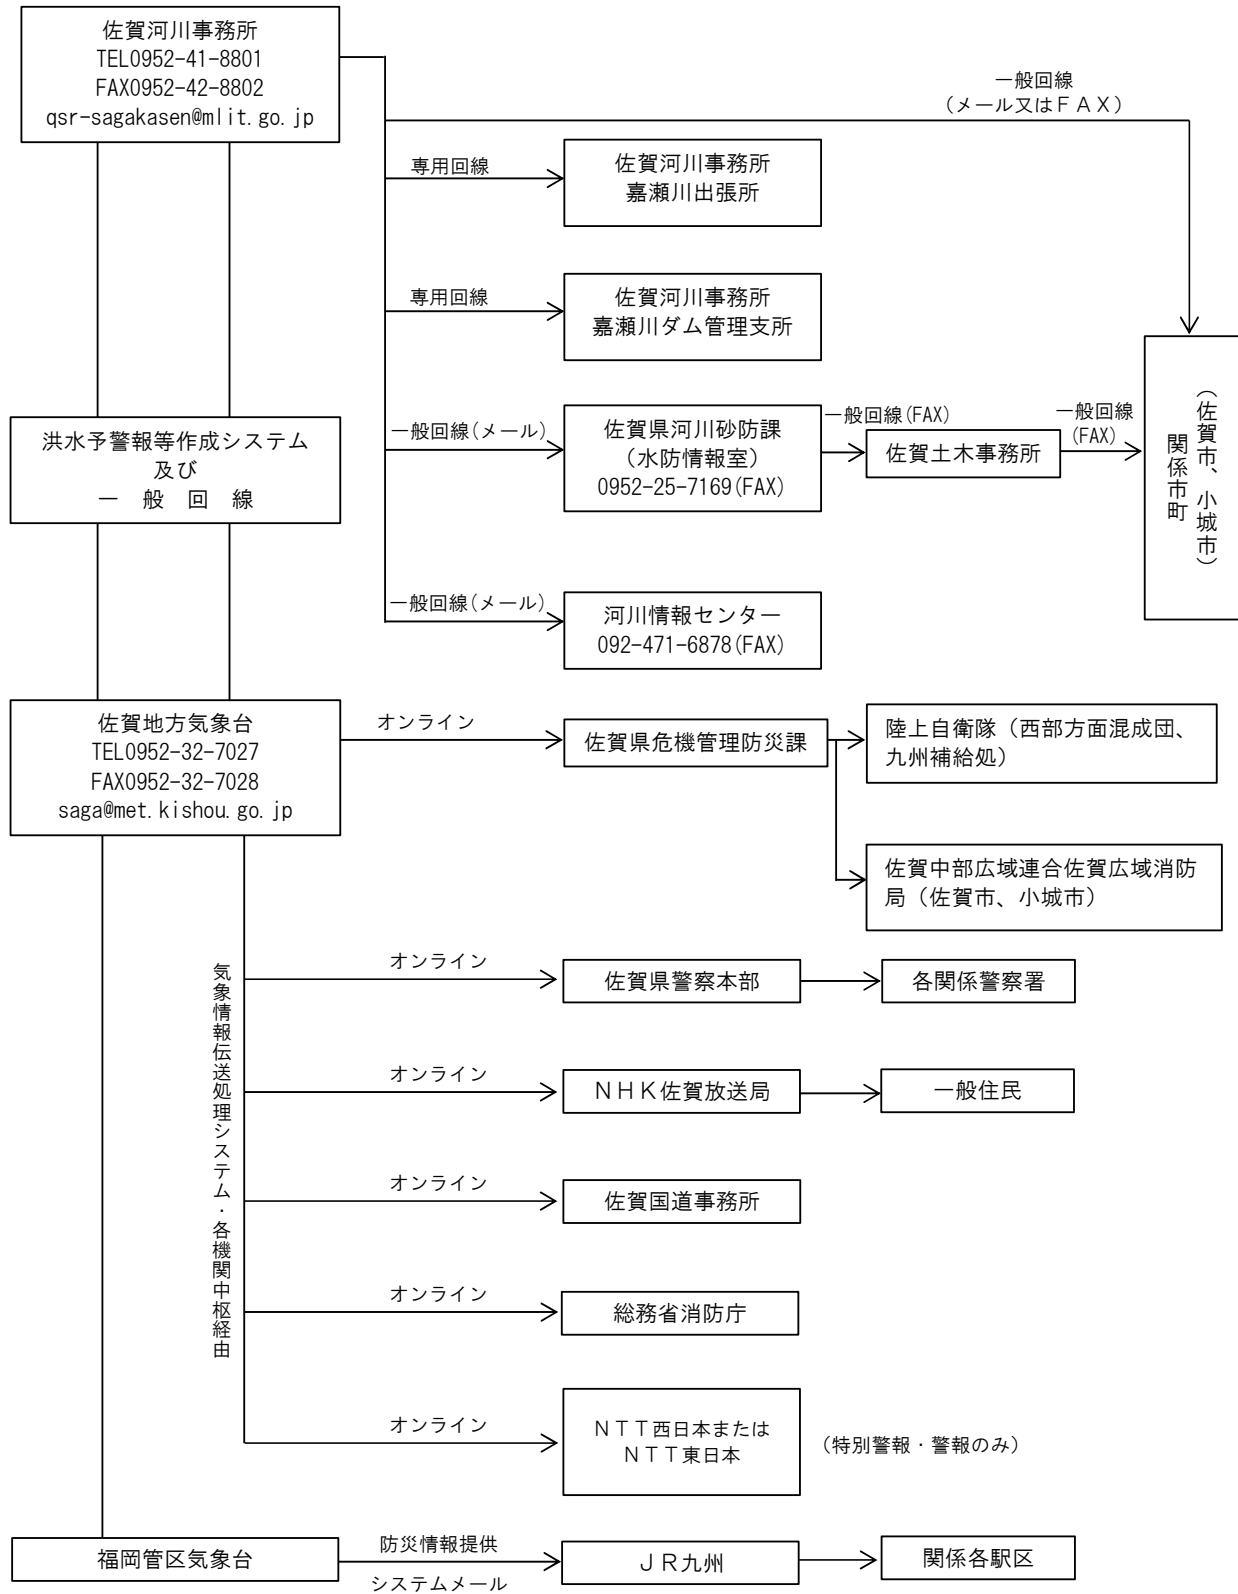 佐賀河川事務所
TEL0952-41-8801
FAX0952-42-8802
qsr-sagakasen@mlit.go.jp
一般回線
（メール又はＦＡＸ）
専用回線
佐賀河川事務所
嘉瀬川出張所
専用回線
佐賀河川事務所
嘉瀬川ダム管理支所
洪水予警報等作成システム
及び
一　般　回　線
一般回線(メール)
佐賀県河川砂防課
（水防情報室）
0952-25-7169(FAX)
一般回線(FAX)
佐賀土木事務所
一般回線
(FAX)
関係市町
（佐賀市、小城市）
一般回線(メール)
河川情報センター
092-471-6878(FAX)
佐賀地方気象台
TEL0952-32-7027
FAX0952-32-7028
saga@met.kishou.go.jp
オンライン
佐賀県危機管理防災課
陸上自衛隊（西部方面混成団、
九州補給処）
佐賀中部広域連合佐賀広域消防
局（佐賀市、小城市）
気象情報伝送処理システム・各機関中枢経由
オンライン
佐賀県警察本部
各関係警察署
オンライン
ＮＨＫ佐賀放送局
一般住民
オンライン
佐賀国道事務所
オンライン
総務省消防庁
オンライン
ＮＴＴ西日本または
ＮＴＴ東日本
（特別警報・警報のみ）
福岡管区気象台
防災情報提供
システムメール
ＪＲ九州
関係各駅区